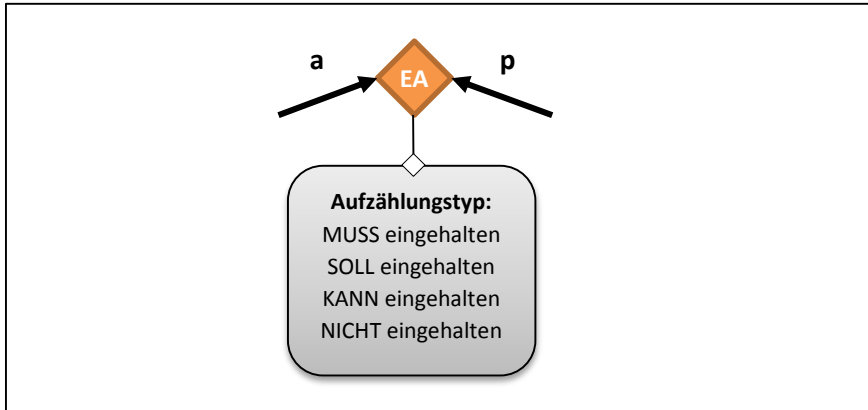 a
EA
p
Aufzählungstyp:
MUSS eingehalten
SOLL eingehalten
KANN eingehalten
NICHT eingehalten